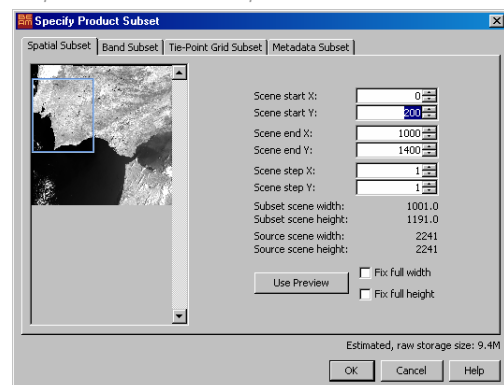 Specify Product Subset
Spatial Subset Band Subset Tie-Point Grid Subset Metadata Subset
Scene start X: 0
Scene start Y: 200
Scene end X: 1000
Scene end Y: 1400
Scene step X: 1
Scene step Y: 1
Subset scene width: 1001.0
Subset scene height: 1191.0
Source scene width: 2241
Source scene height: 2241
Use Preview
Fix full width
Fix full height
Estimated, raw storage size: 9.4M
OK Cancel Help